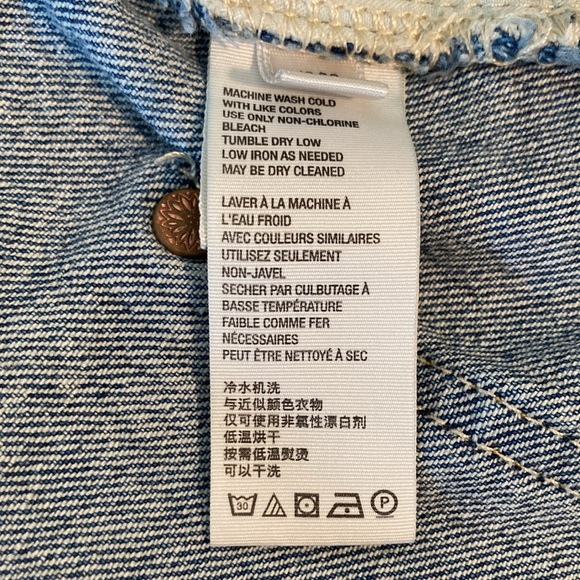 MACHINE WASH COLD
WITH LIKE COLORS
USE ONLY NON-CHLORINE
BLEACH
TUMBLE DRY LOW
LOW IRON AS NEEDED
MAY BE DRY CLEANED
LAVER À LA MACHINE À
L'EAU FROID
AVEC COULEURS SIMILAIRES
UTILISEZ SEULEMENT
NON-JAVEL
SECHER PAR CULBUTAGE À
BASSE TEMPÉRATURE
FAIBLE COMME FER
NÉCESSAIRES
PEUT ÊTRE NETTOYÉ À SEC
冷水机洗
与近似颜色衣物
仅可使用非氧性漂白剂
低温烘干
按需低温熨烫
可以干洗
30 P